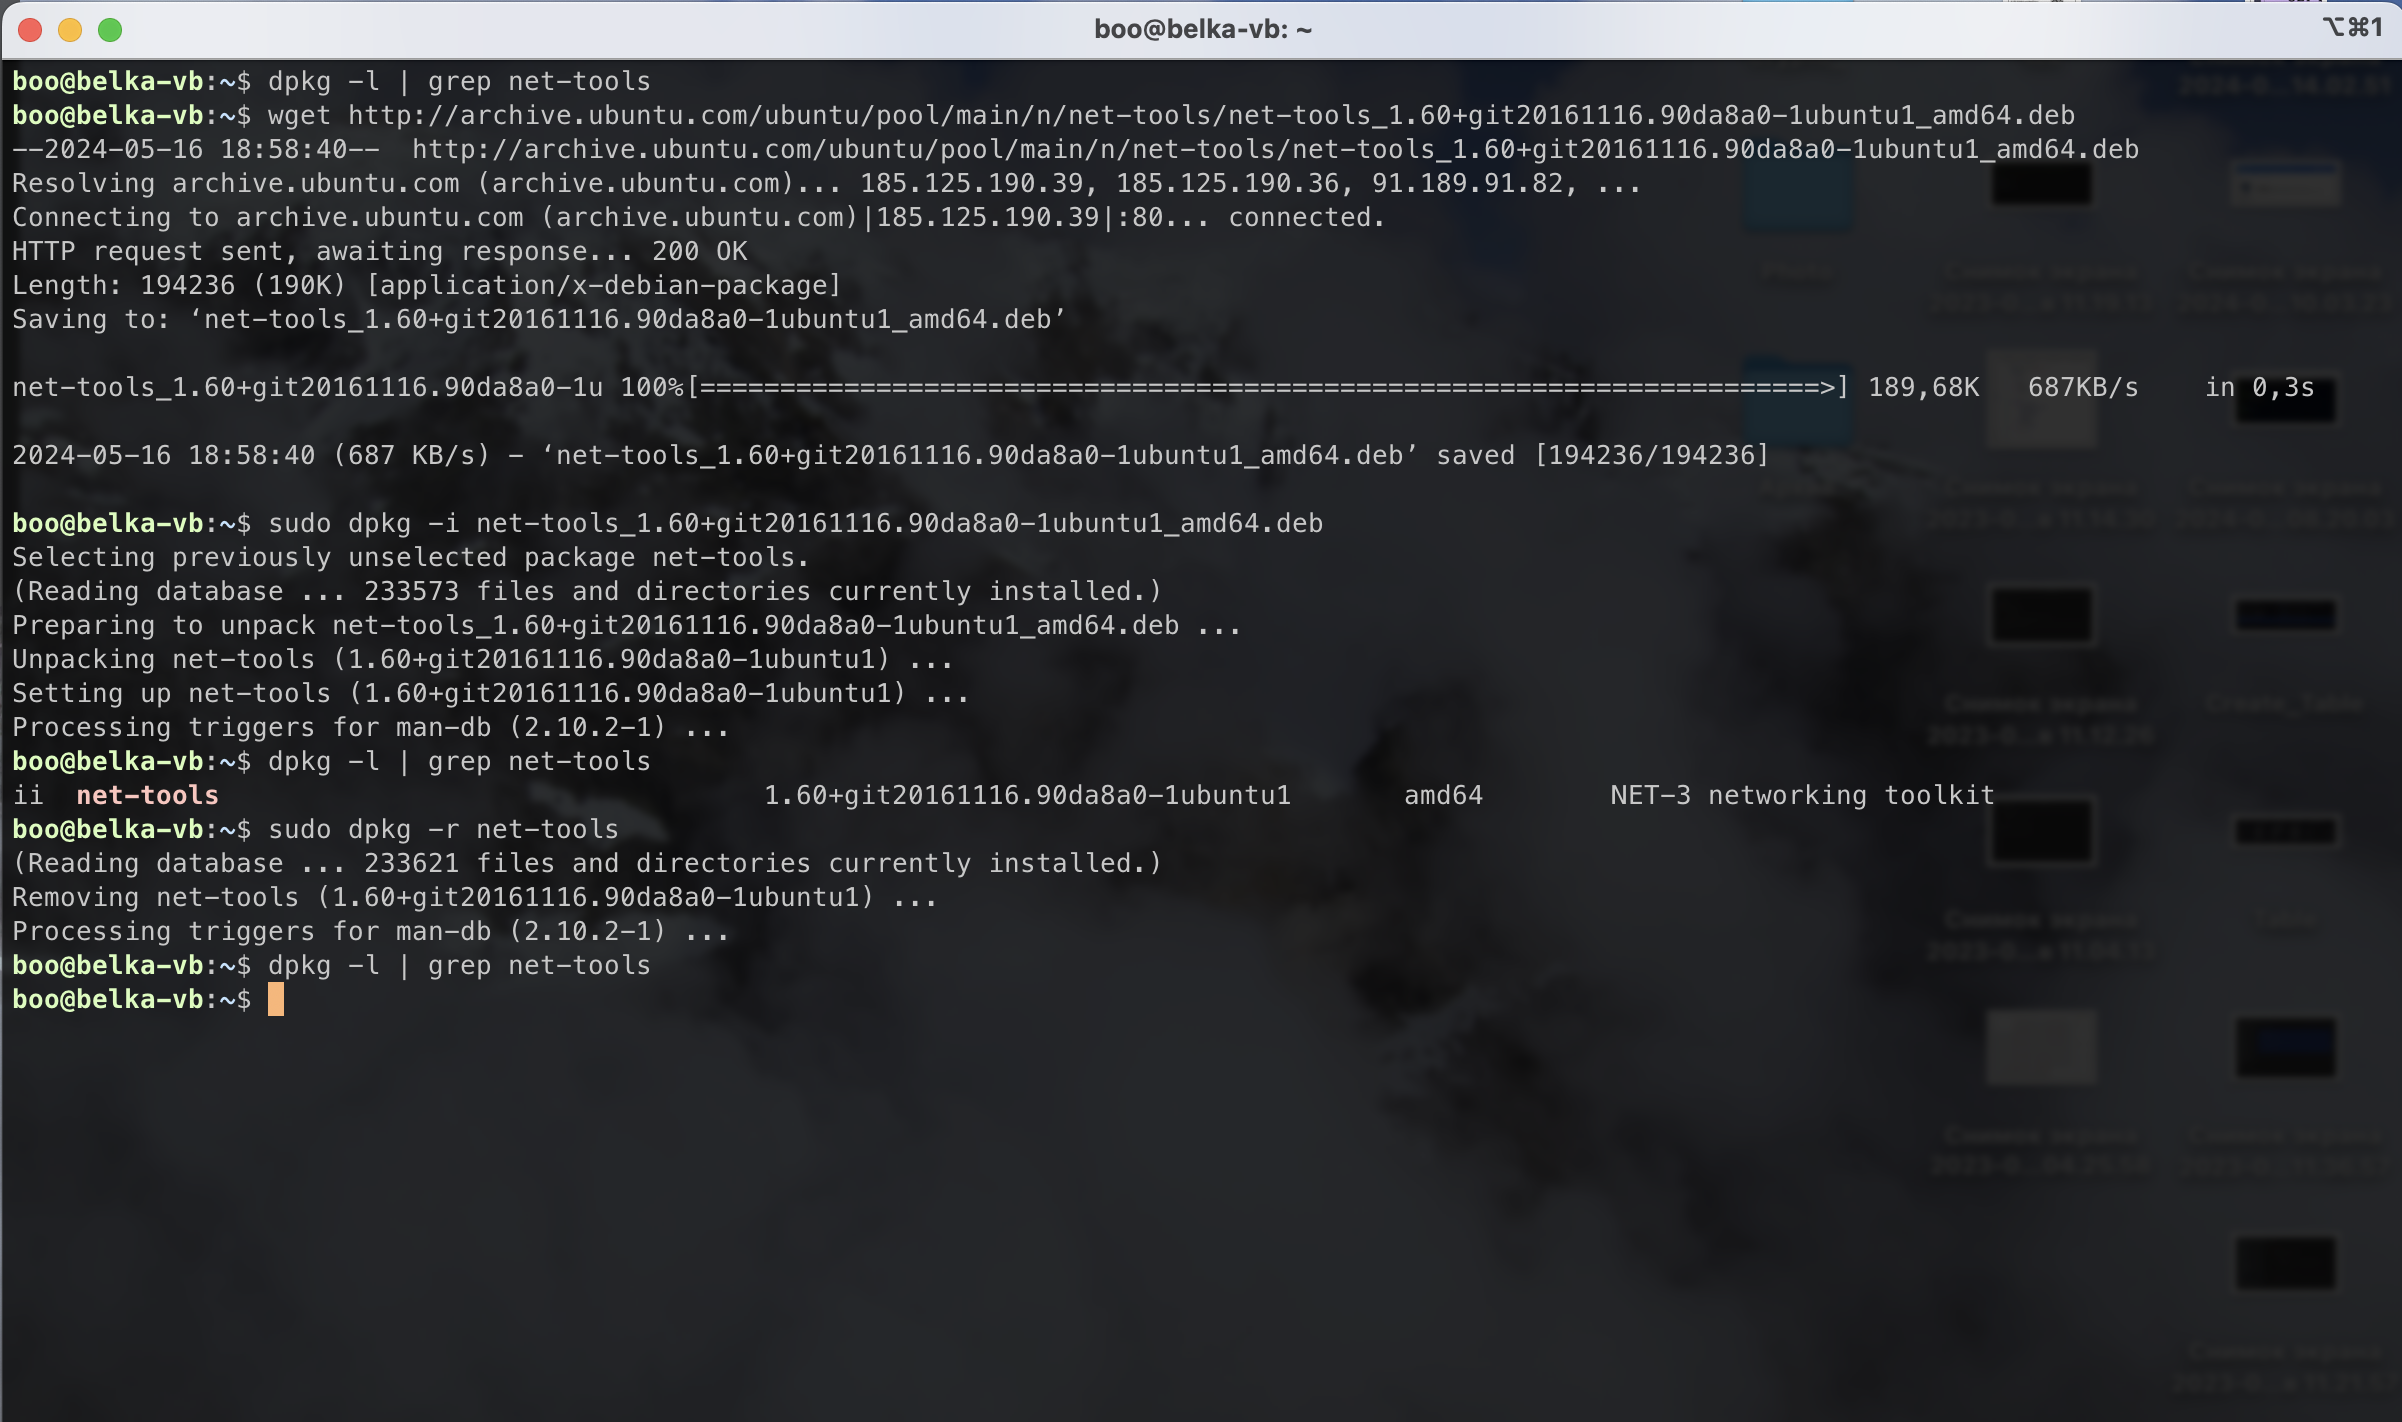 boo@belka-vb: ~
⌥⌘1
boo@belka-vb:~$ dpkg -l | grep net-tools
boo@belka-vb:~$ wget http://archive.ubuntu.com/ubuntu/pool/main/n/net-tools/net-tools_1.60+git20161116.90da8a0-1ubuntu1_amd64.deb
--2024-05-16 18:58:40--  http://archive.ubuntu.com/ubuntu/pool/main/n/net-tools/net-tools_1.60+git20161116.90da8a0-1ubuntu1_amd64.deb
Resolving archive.ubuntu.com (archive.ubuntu.com)... 185.125.190.39, 185.125.190.36, 91.189.91.82, ...
Connecting to archive.ubuntu.com (archive.ubuntu.com)|185.125.190.39|:80... connected.
HTTP request sent, awaiting response... 200 OK
Length: 194236 (190K) [application/x-debian-package]
Saving to: ‘net-tools_1.60+git20161116.90da8a0-1ubuntu1_amd64.deb’
net-tools_1.60+git20161116.90da8a0-1u 100%[======================================================================>] 189,68K   687KB/s    in 0,3s
2024-05-16 18:58:40 (687 KB/s) - ‘net-tools_1.60+git20161116.90da8a0-1ubuntu1_amd64.deb’ saved [194236/194236]
boo@belka-vb:~$ sudo dpkg -i net-tools_1.60+git20161116.90da8a0-1ubuntu1_amd64.deb
Selecting previously unselected package net-tools.
(Reading database ... 233573 files and directories currently installed.)
Preparing to unpack net-tools_1.60+git20161116.90da8a0-1ubuntu1_amd64.deb ...
Unpacking net-tools (1.60+git20161116.90da8a0-1ubuntu1) ...
Setting up net-tools (1.60+git20161116.90da8a0-1ubuntu1) ...
Processing triggers for man-db (2.10.2-1) ...
boo@belka-vb:~$ dpkg -l | grep net-tools
ii  net-tools                                  1.60+git20161116.90da8a0-1ubuntu1       amd64        NET-3 networking toolkit
boo@belka-vb:~$ sudo dpkg -r net-tools
(Reading database ... 233621 files and directories currently installed.)
Removing net-tools (1.60+git20161116.90da8a0-1ubuntu1) ...
Processing triggers for man-db (2.10.2-1) ...
boo@belka-vb:~$ dpkg -l | grep net-tools
boo@belka-vb:~$